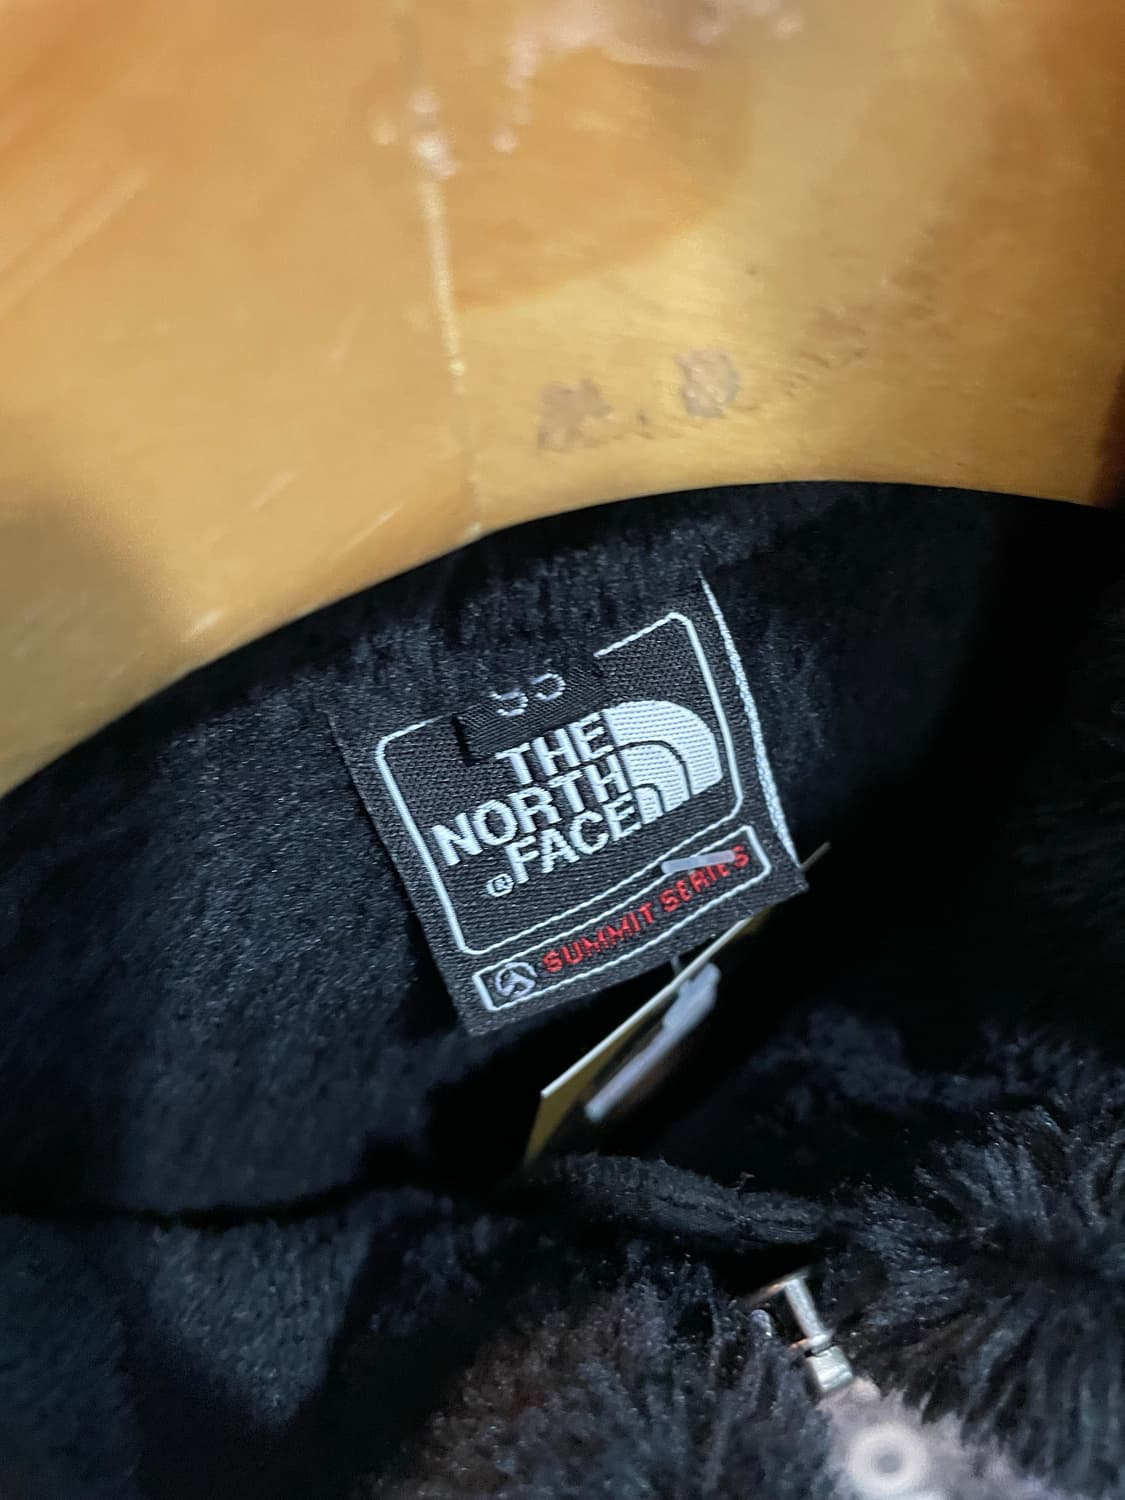 THE
NORTH
®FACE
SUMMIT SERIES